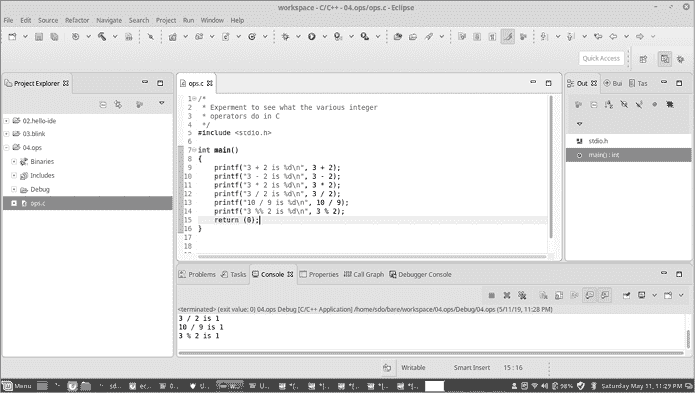 workspace - C/C++ - 04.ops/ops.c - Eclipse
File Edit Source Refactor Navigate Search Project Run Window Help
Quick Access
Project Explorer
02.hello-ide
03.blink
04.ops
Binaries
Includes
Debug
ops.c
ops.c
1 /*
2 * Experment to see what the various integer
3 * operators do in C
4 */
5 #include <stdio.h>
6
7 int main()
8 {
9 printf("3 + 2 is %d\n", 3 + 2);
10 printf("3 - 2 is %d\n", 3 - 2);
11 printf("3 * 2 is %d\n", 3 * 2);
12 printf("3 / 2 is %d\n", 3 / 2);
13 printf("10 / 9 is %d\n", 10 / 9);
14 printf("3 %% 2 is %d\n", 3 % 2);
15 return (0);
16 }
17
18
Out Bui Tas
stdio.h
main() : int
Problems Tasks Console Properties Call Graph Debugger Console
<terminated> (exit value: 0) 04.ops Debug [C/C++ Application] /home/sdo/bare/workspace/04.ops/Debug/04.ops (5/11/19, 11:28 PM)
3 / 2 is 1
10 / 9 is 1
3 % 2 is 1
Writable Smart Insert 15 : 16
Menu 98% Saturday May 11, 11:29 PM